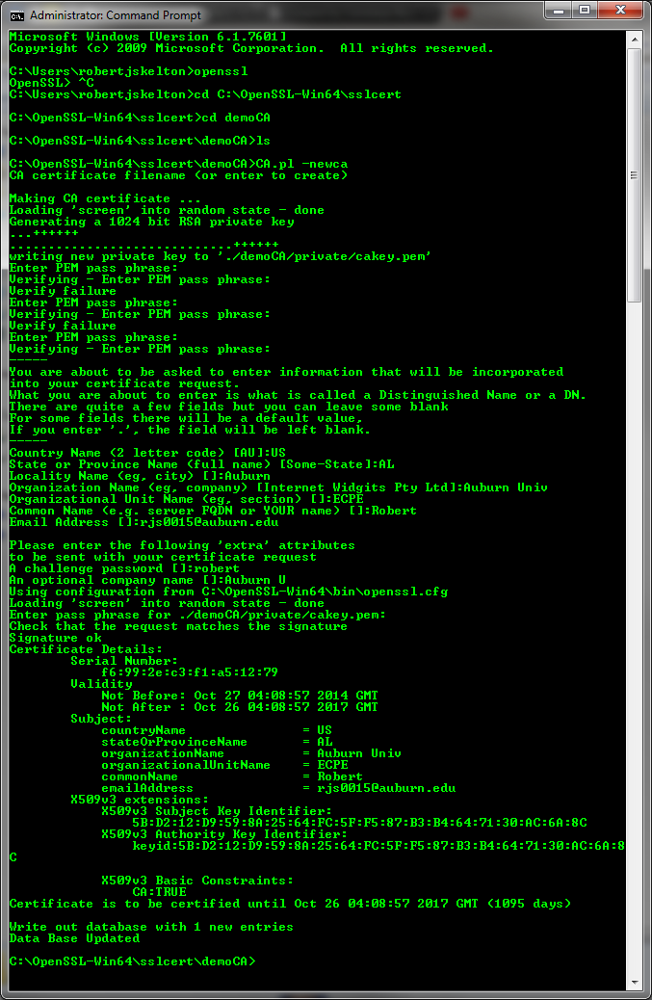 Administrator: Command Prompt
Microsoft Windows [Version 6.1.7601]
Copyright (c) 2009 Microsoft Corporation.  All rights reserved.
C:\Users\robertjskelton>openssl
OpenSSL> ^C
C:\Users\robertjskelton>cd C:\OpenSSL-Win64\sslcert
C:\OpenSSL-Win64\sslcert>cd demoCA
C:\OpenSSL-Win64\sslcert\demoCA>ls
C:\OpenSSL-Win64\sslcert\demoCA>CA.pl -newca
CA certificate filename (or enter to create)
Making CA certificate ...
Loading 'screen' into random state - done
Generating a 1024 bit RSA private key
...++++++
.............................++++++
writing new private key to './demoCA/private/cakey.pem'
Enter PEM pass phrase:
Verifying - Enter PEM pass phrase:
Verify failure
Enter PEM pass phrase:
Verifying - Enter PEM pass phrase:
Verify failure
Enter PEM pass phrase:
Verifying - Enter PEM pass phrase:
-----
You are about to be asked to enter information that will be incorporated
into your certificate request.
What you are about to enter is what is called a Distinguished Name or a DN.
There are quite a few fields but you can leave some blank
For some fields there will be a default value,
If you enter '.', the field will be left blank.
-----
Country Name (2 letter code) [AU]:US
State or Province Name (full name) [Some-State]:AL
Locality Name (eg, city) []:Auburn
Organization Name (eg, company) [Internet Widgits Pty Ltd]:Auburn Univ
Organizational Unit Name (eg, section) []:ECPE
Common Name (e.g. server FQDN or YOUR name) []:Robert
Email Address []:rjs0015@auburn.edu
Please enter the following 'extra' attributes
to be sent with your certificate request
A challenge password []:robert
An optional company name []:Auburn U
Using configuration from C:\OpenSSL-Win64\bin\openssl.cfg
Loading 'screen' into random state - done
Enter pass phrase for ./demoCA/private/cakey.pem:
Check that the request matches the signature
Signature ok
Certificate Details:
        Serial Number:
            f6:99:2e:c3:f1:a5:12:79
        Validity
            Not Before: Oct 27 04:08:57 2014 GMT
            Not After : Oct 26 04:08:57 2017 GMT
        Subject:
            countryName               = US
            stateOrProvinceName       = AL
            organizationName          = Auburn Univ
            organizationalUnitName    = ECPE
            commonName                = Robert
            emailAddress              = rjs0015@auburn.edu
        X509v3 extensions:
            X509v3 Subject Key Identifier:
                5B:D2:12:D9:59:8A:25:64:FC:5F:F5:87:B3:B4:64:71:30:AC:6A:8C
            X509v3 Authority Key Identifier:
                keyid:5B:D2:12:D9:59:8A:25:64:FC:5F:F5:87:B3:B4:64:71:30:AC:6A:8
C
            X509v3 Basic Constraints:
                CA:TRUE
Certificate is to be certified until Oct 26 04:08:57 2017 GMT (1095 days)
Write out database with 1 new entries
Data Base Updated
C:\OpenSSL-Win64\sslcert\demoCA>